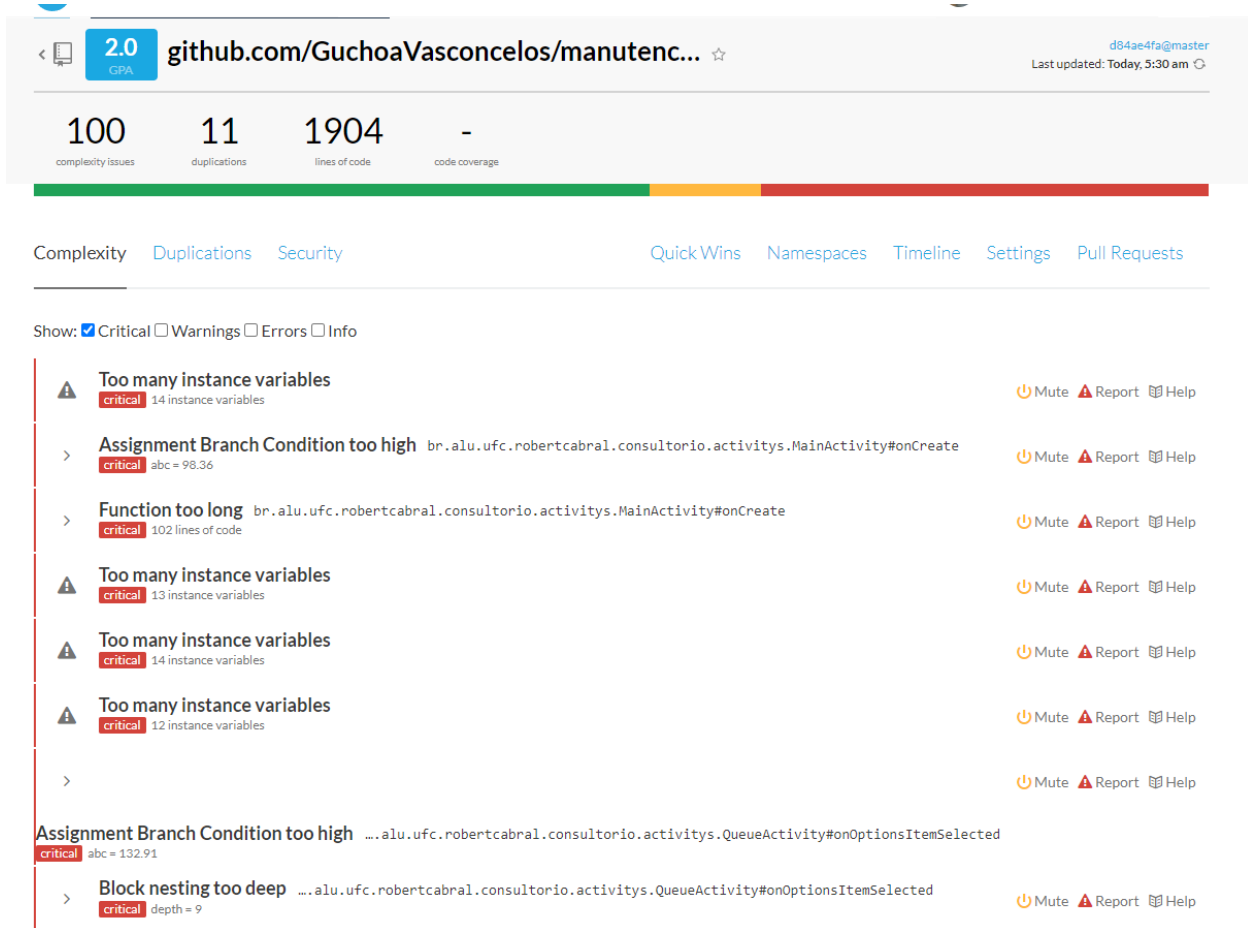 2.0
GPA
github.com/GuchoaVasconcelos/manutenc...
d84ae4fa@master
Last updated: Today, 5:30 am
100
complexity issues
11
duplications
1904
lines of code
-
code coverage
Complexity Duplications Security Quick Wins Namespaces Timeline Settings Pull Requests
Show: Critical Warnings Errors Info
Too many instance variables
critical 14 instance variables
Mute Report Help
Assignment Branch Condition too high br.alu.ufc.robertcabral.consultorio.activitys.MainActivity#onCreate
critical abc = 98.36
Mute Report Help
Function too long br.alu.ufc.robertcabral.consultorio.activitys.MainActivity#onCreate
critical 102 lines of code
Mute Report Help
Too many instance variables
critical 13 instance variables
Mute Report Help
Too many instance variables
critical 14 instance variables
Mute Report Help
Too many instance variables
critical 12 instance variables
Mute Report Help
Mute Report Help
Assignment Branch Condition too high ….alu.ufc.robertcabral.consultorio.activitys.QueueActivity#onOptionsItemSelected
critical abc = 132.91
Block nesting too deep ….alu.ufc.robertcabral.consultorio.activitys.QueueActivity#onOptionsItemSelected
critical depth = 9
Mute Report Help